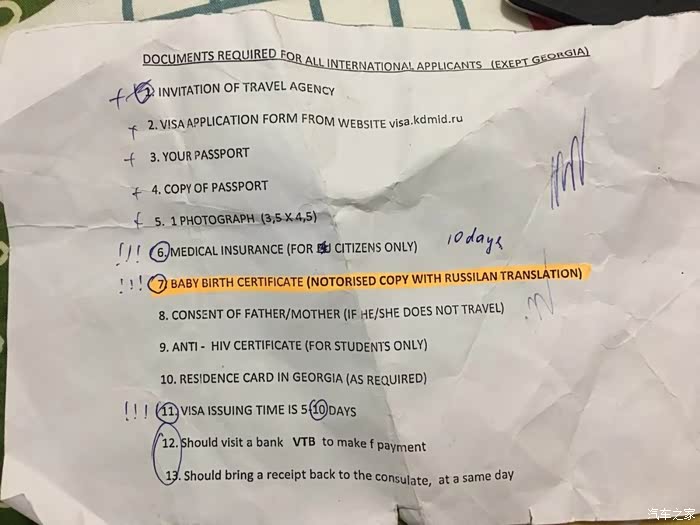 DOCUMENTS REQUIRED FOR ALL INTERNATIONAL APPLICANTS (EXEPT GEORGIA)
1. INVITATION OF TRAVEL AGENCY
2. VISA APPLICATION FORM FROM WEBSITE visa.kdmid.ru
3. YOUR PASSPORT
4. COPY OF PASSPORT
5. 1 PHOTOGRAPH (3,5 X 4,5)
!!! 6. MEDICAL INSURANCE (FOR CITIZENS ONLY) 10 days
!!! 7. BABY BIRTH CERTIFICATE (NOTORISED COPY WITH RUSSILAN TRANSLATION)
8. CONSENT OF FATHER/MOTHER (IF HE/SHE DOES NOT TRAVEL)
9. ANTI - HIV CERTIFICATE (FOR STUDENTS ONLY)
10. RESIDENCE CARD IN GEORGIA (AS REQUIRED)
!!! 11. VISA ISSUING TIME IS 5-10 DAYS
12. Should visit a bank VTB to make f payment
13. Should bring a receipt back to the consulate, at a same day
汽车之家